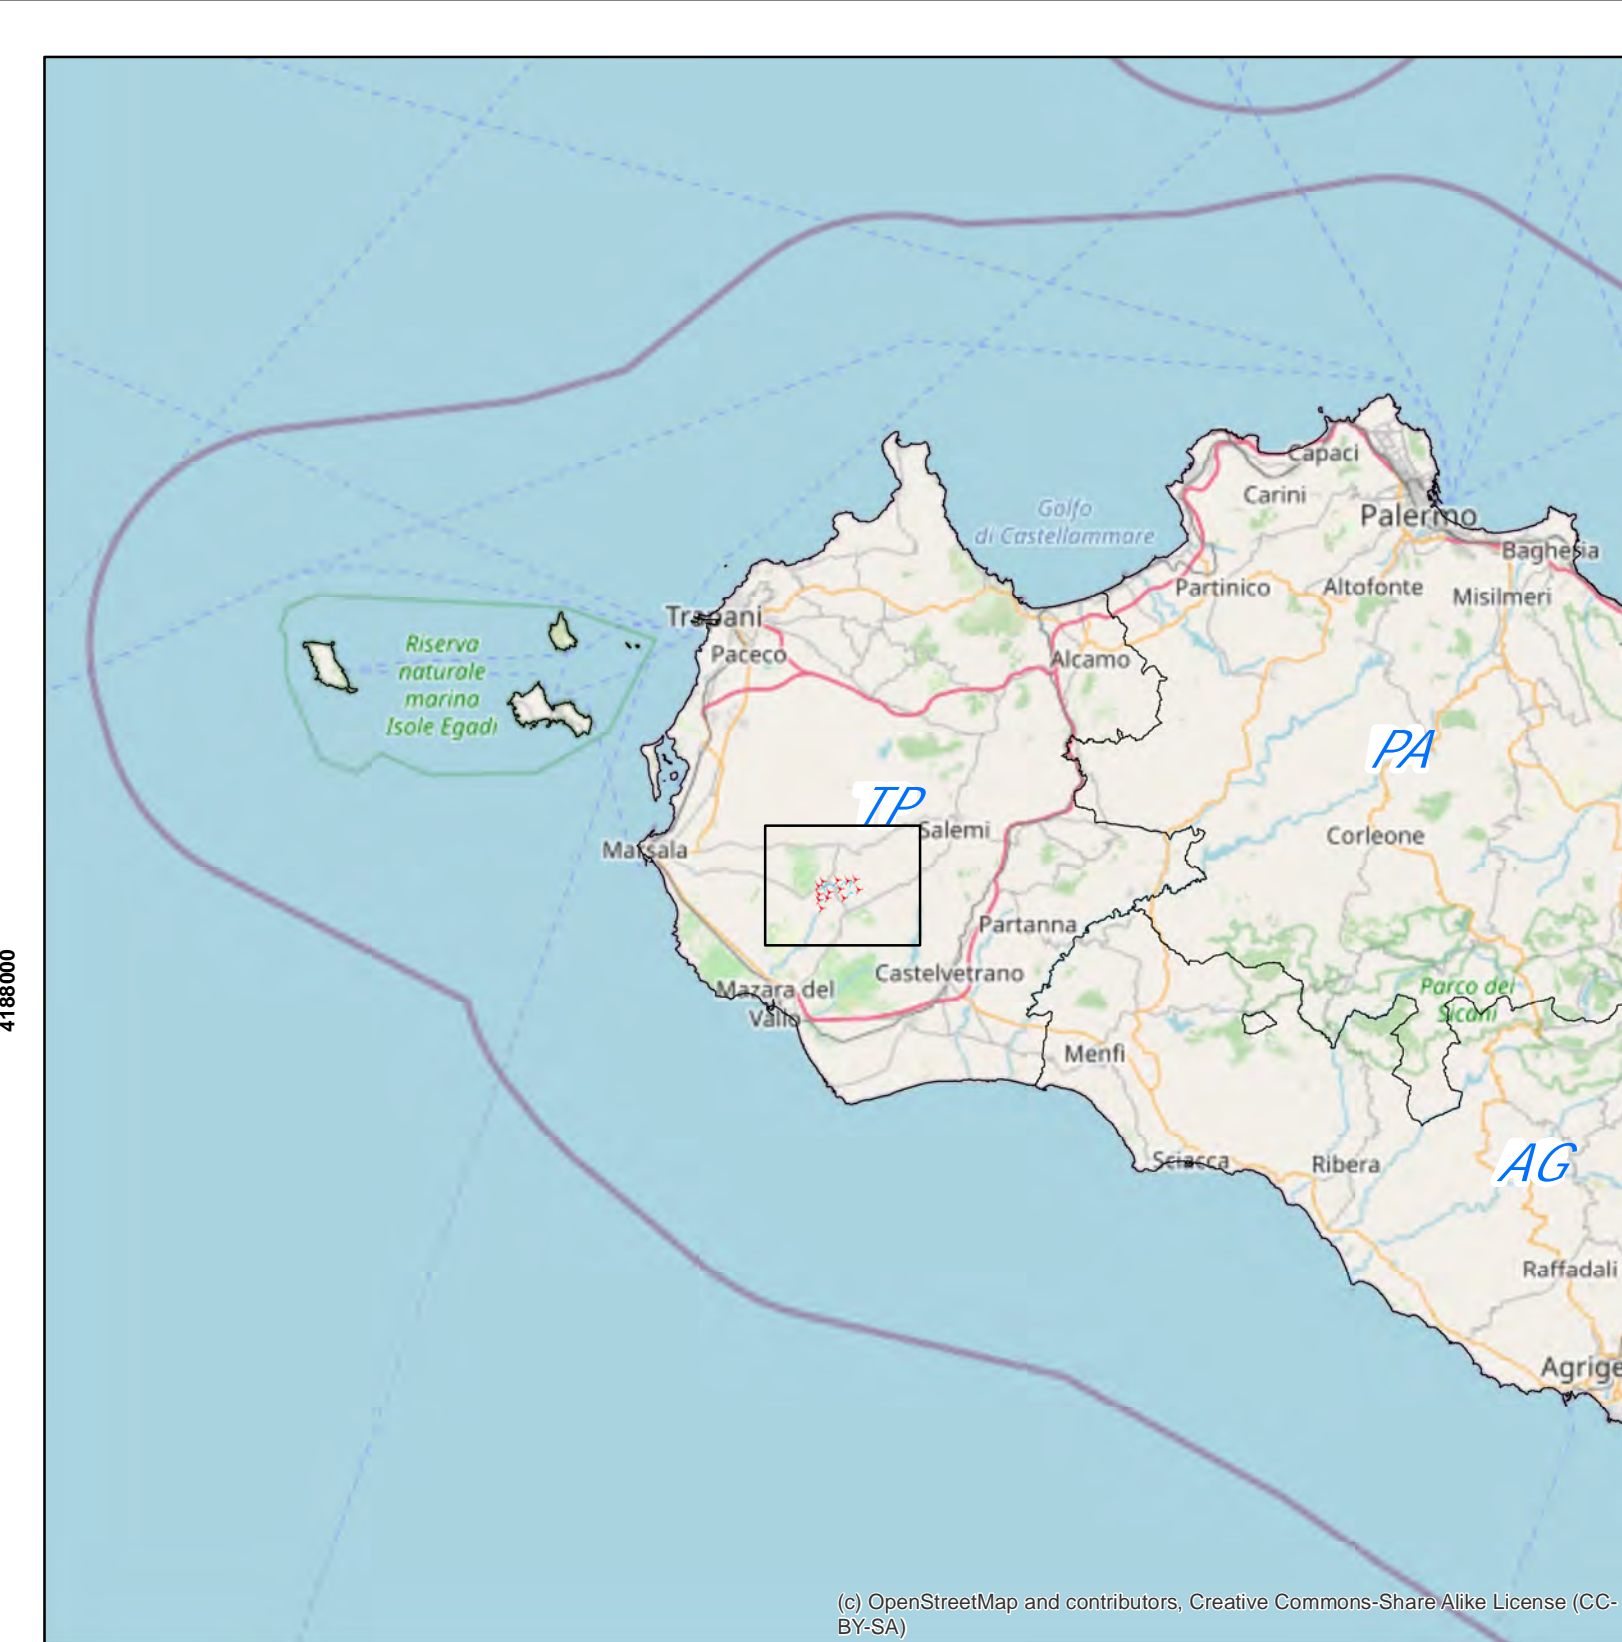 Capaci
Carini
Golfo
di Castellammare
Palermo
Bagheria
Partinico
Altofonte
Misilmeri
Trapani
Riserva
naturale
marina
Isole Egadi
Paceco
Alcamo
PA
TP
Salemi
Corleone
Marsala
Partanna
Castelvetrano
Mazara del
Vallo
Parco dei
Sicani
4188000
Menfi
Sciacca
Ribera
AG
Raffadali
Agrige
(c) OpenStreetMap and contributors, Creative Commons-Share Alike License (CC-
BY-SA)